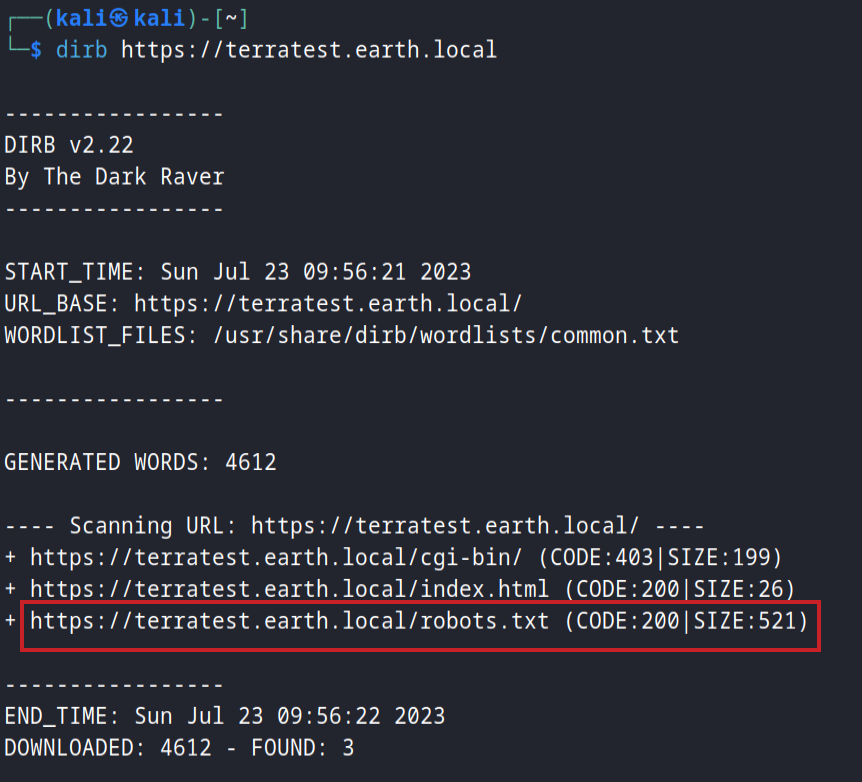 ┌──(kali㉿kali)-[~]
└─$ dirb https://terratest.earth.local
-----------------
DIRB v2.22
By The Dark Raver
-----------------
START_TIME: Sun Jul 23 09:56:21 2023
URL_BASE: https://terratest.earth.local/
WORDLIST_FILES: /usr/share/dirb/wordlists/common.txt
-----------------
GENERATED WORDS: 4612
---- Scanning URL: https://terratest.earth.local/ ----
+ https://terratest.earth.local/cgi-bin/ (CODE:403|SIZE:199)
+ https://terratest.earth.local/index.html (CODE:200|SIZE:26)
+ https://terratest.earth.local/robots.txt (CODE:200|SIZE:521)
-----------------
END_TIME: Sun Jul 23 09:56:22 2023
DOWNLOADED: 4612 - FOUND: 3